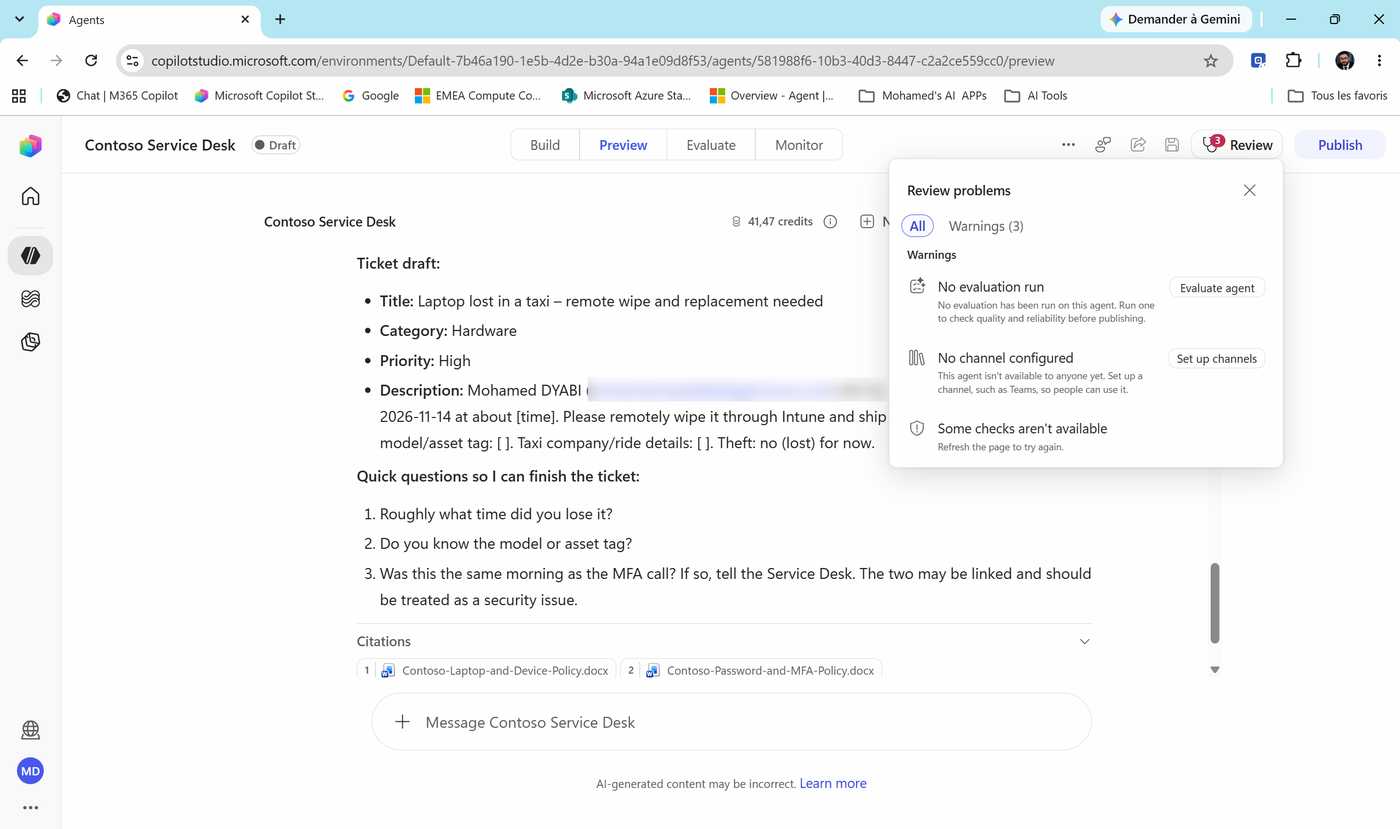 Agents
Demander à Gemini
copilotstudio.microsoft.com/environments/Default-7b46a190-1e5b-4d2e-b30a-94a1e09d8f53/agents/581988f6-10b3-40d3-8447-c2a2ce559cc0/preview
Chat | M365 Copilot
Microsoft Copilot St...
Google
EMEA Compute Co...
Microsoft Azure Sta...
Overview - Agent |...
Mohamed's AI APPs
AI Tools
Tous les favoris
Contoso Service Desk
Draft
Build
Preview
Evaluate
Monitor
3
Review
Publish
Contoso Service Desk
41,47 credits
N
Ticket draft:
• Title: Laptop lost in a taxi – remote wipe and replacement needed
• Category: Hardware
• Priority: High
• Description: Mohamed DYABI (
2026-11-14 at about [time]. Please remotely wipe it through Intune and ship
model/asset tag: [ ]. Taxi company/ride details: [ ]. Theft: no (lost) for now.
Quick questions so I can finish the ticket:
1. Roughly what time did you lose it?
2. Do you know the model or asset tag?
3. Was this the same morning as the MFA call? If so, tell the Service Desk. The two may be linked and should
be treated as a security issue.
Citations
1 Contoso-Laptop-and-Device-Policy.docx
2 Contoso-Password-and-MFA-Policy.docx
Message Contoso Service Desk
AI-generated content may be incorrect. Learn more
Review problems
All
Warnings (3)
Warnings
No evaluation run
No evaluation has been run on this agent. Run one
to check quality and reliability before publishing.
Evaluate agent
No channel configured
This agent isn't available to anyone yet. Set up a
channel, such as Teams, so people can use it.
Set up channels
Some checks aren't available
Refresh the page to try again.
MD